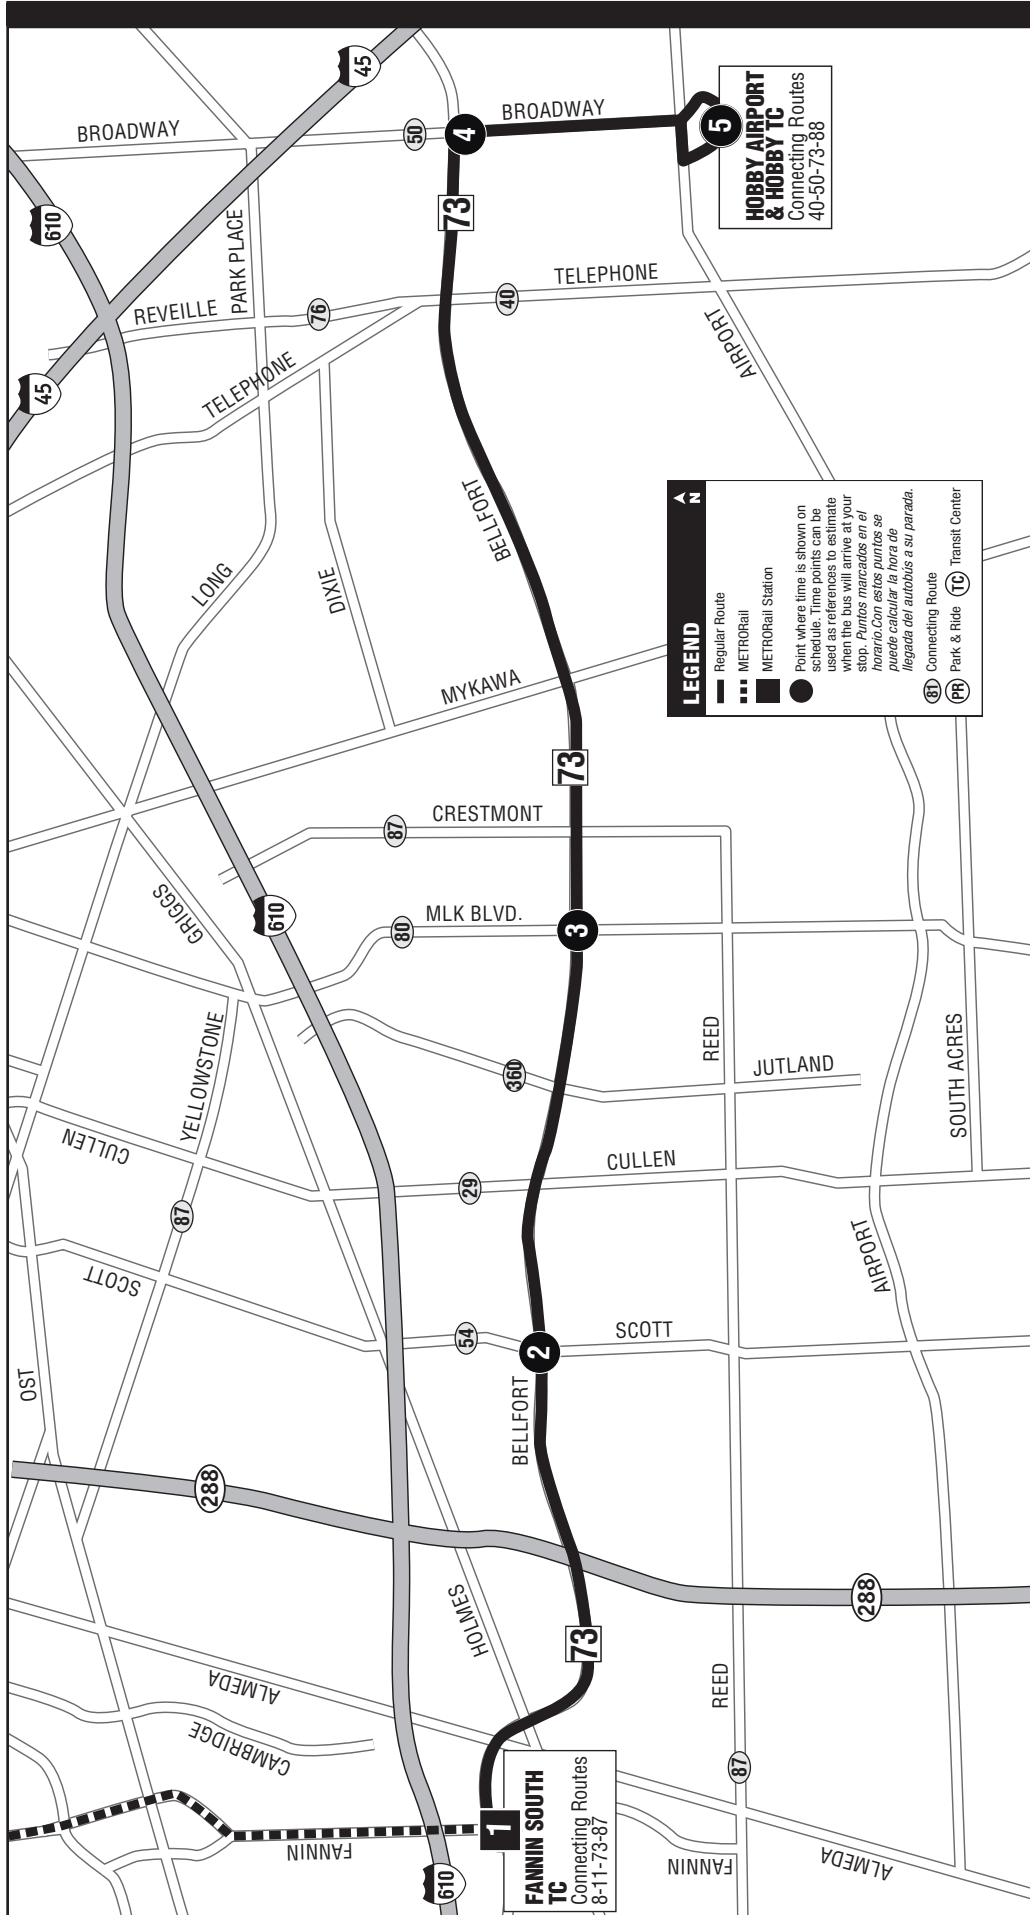 BROADWAY
45
610
50
4
BROADWAY
5
HOBBY AIRPORT
& HOBBY TC
Connecting Routes
40-50-73-88
73
PARK PLACE
REVEILLE
76
40
TELEPHONE
TELEPHONE
45
AIRPORT
BELLFORT
LONG
DIXIE
MYKAWA
LEGEND
N
Regular Route
METRORail
METRORail Station
Point where time is shown on
schedule. Time points can be
used as references to estimate
when the bus will arrive at your
stop. Puntos marcados en el
horario.Con estos puntos se
puede calcular la hora de
llegada del autobús a su parada.
81 Connecting Route
PR Park & Ride TC Transit Center
73
CRESTMONT
87
GRIGGS
610
MLK BLVD.
80
3
YELLOWSTONE
360
REED
JUTLAND
SOUTH ACRES
CULLEN
CULLEN
29
87
SCOTT
AIRPORT
54
SCOTT
2
OST
BELLFORT
288
288
HOLMES
73
ALMEDA
CAMBRIDGE
REED
87
FANNIN
1
FANNIN SOUTH
TC
Connecting Routes
8-11-73-87
610
FANNIN
ALMEDA